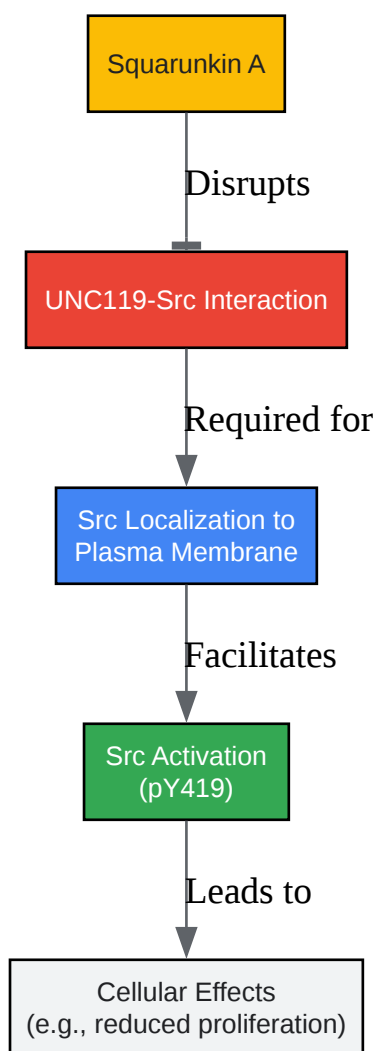 Squarunkin A
Disrupts
UNC119-Src Interaction
Required for
Src Localization to
Plasma Membrane
Facilitates
Src Activation
(pY419)
Leads to
Cellular Effects
(e.g., reduced proliferation)